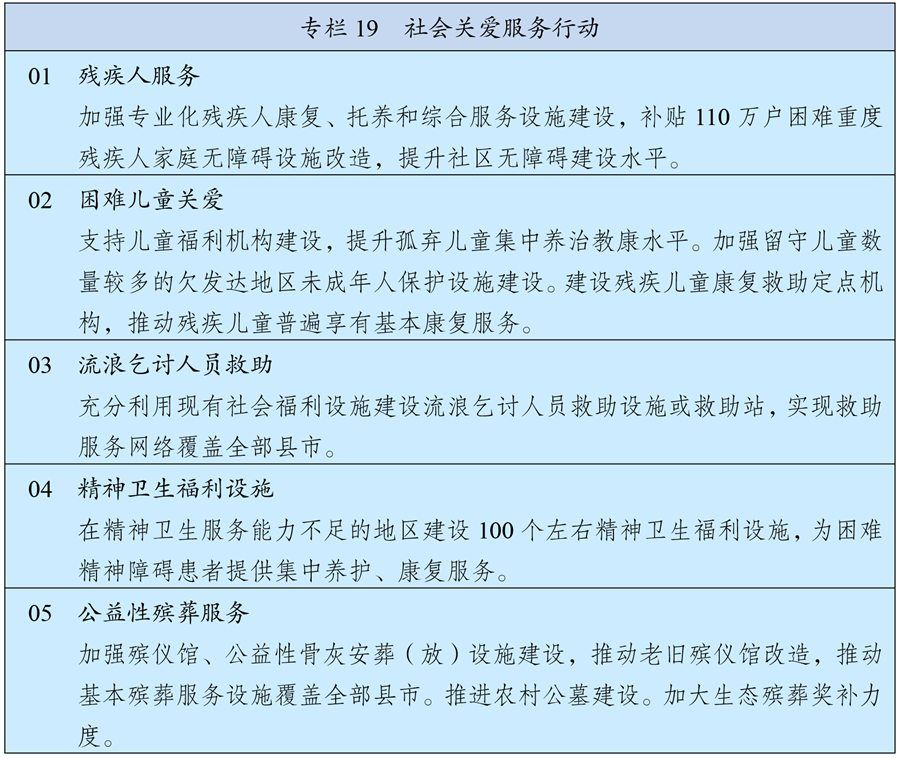 专栏 19 社会关爱服务行动
01 残疾人服务
加强专业化残疾人康复、托养和综合服务设施建设，补贴 110 万户困难重度
残疾人家庭无障碍设施改造，提升社区无障碍建设水平。
02 困难儿童关爱
支持儿童福利机构建设，提升孤弃儿童集中养治教康水平。加强留守儿童数
量较多的欠发达地区未成年人保护设施建设。建设残疾儿童康复救助定点机
构，推动残疾儿童普遍享有基本康复服务。
03 流浪乞讨人员救助
充分利用现有社会福利设施建设流浪乞讨人员救助设施或救助站，实现救助
服务网络覆盖全部县市。
04 精神卫生福利设施
在精神卫生服务能力不足的地区建设 100 个左右精神卫生福利设施，为困难
精神障碍患者提供集中养护、康复服务。
05 公益性殡葬服务
加强殡仪馆、公益性骨灰安葬（放）设施建设，推动老旧殡仪馆改造，推动
基本殡葬服务设施覆盖全部县市。推进农村公墓建设。加大生态殡葬奖补力
度。